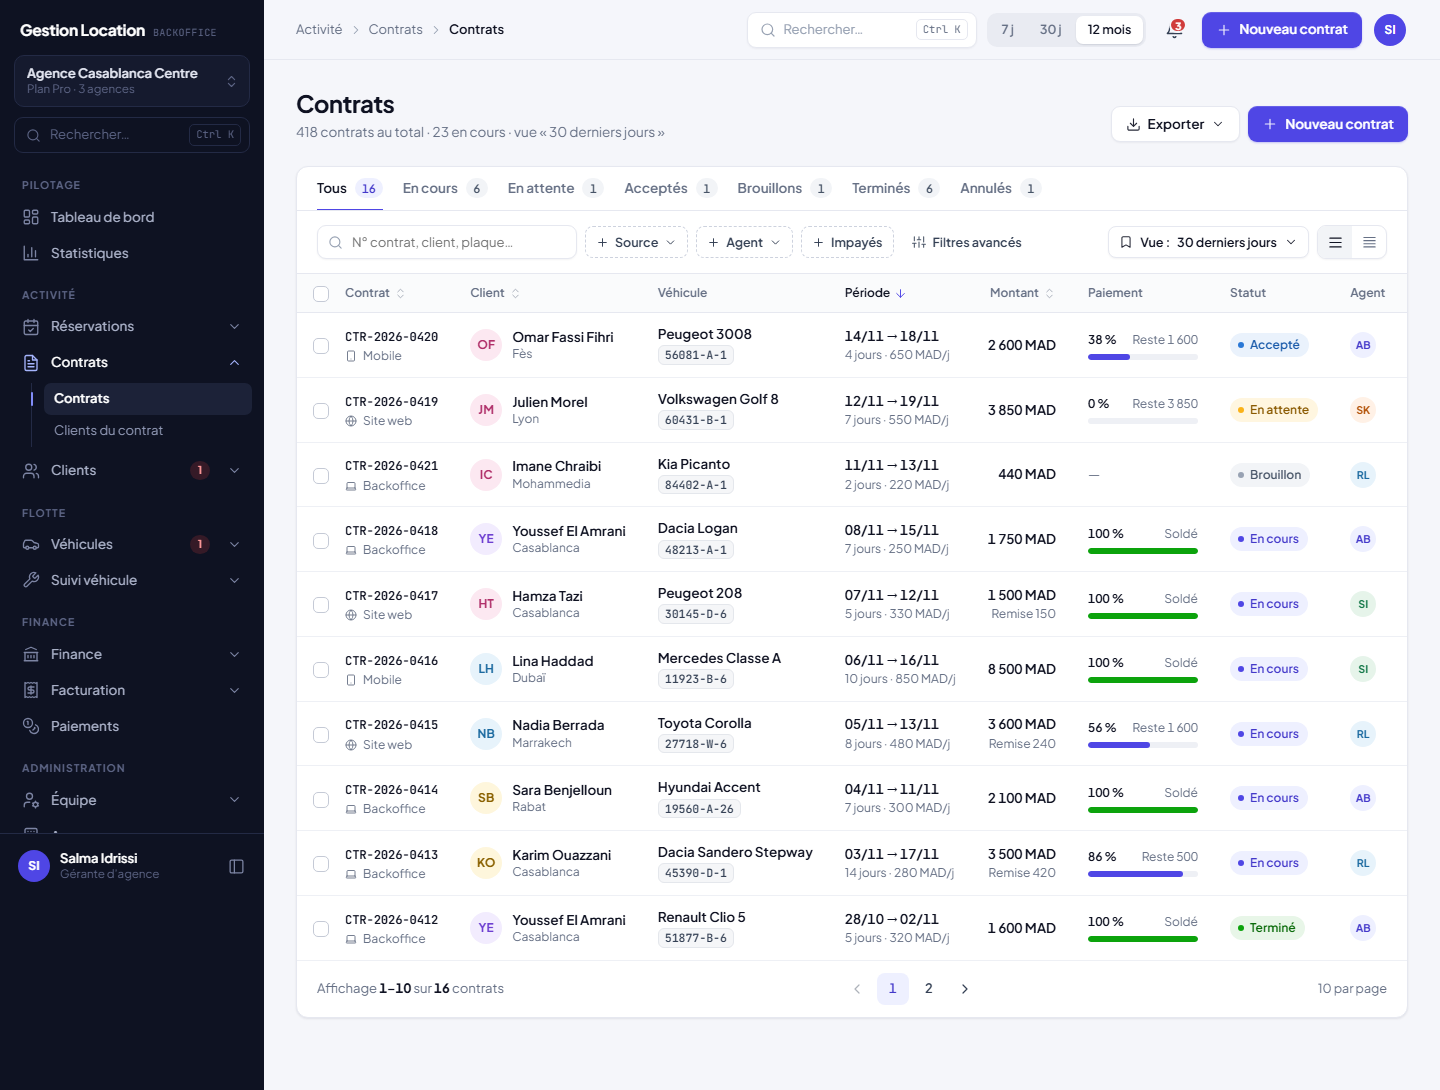 Gestion Location BACKOFFICE
Agence Casablanca Centre
Plan Pro · 3 agences
Rechercher… Ctrl K
PILOTAGE
Tableau de bord
Statistiques
ACTIVITÉ
Réservations
Contrats
Contrats
Clients du contrat
Clients 1
FLOTTE
Véhicules 1
Suivi véhicule
FINANCE
Finance
Facturation
Paiements
ADMINISTRATION
Équipe
Salma Idrissi
SI
Gérante d'agence
Activité > Contrats > Contrats
Rechercher… Ctrl K
7 j 30 j 12 mois
3
+ Nouveau contrat
SI
Contrats
418 contrats au total · 23 en cours · vue « 30 derniers jours »
Exporter
+ Nouveau contrat
Tous 16 En cours 6 En attente 1 Acceptés 1 Brouillons 1 Terminés 6 Annulés 1
N° contrat, client, plaque… + Source + Agent + Impayés Filtres avancés Vue : 30 derniers jours
Contrat Client Véhicule Période ↓ Montant Paiement Statut Agent
CTR-2026-0420 OF Omar Fassi Fihri Peugeot 3008 14/11 → 18/11 2 600 MAD 38 % Reste 1 600 Accepté AB
Mobile Fès 56081-A-1 4 jours · 650 MAD/j
CTR-2026-0419 JM Julien Morel Volkswagen Golf 8 12/11 → 19/11 3 850 MAD 0 % Reste 3 850 En attente SK
Site web Lyon 60431-B-1 7 jours · 550 MAD/j
CTR-2026-0421 IC Imane Chraibi Kia Picanto 11/11 → 13/11 440 MAD — Brouillon RL
Backoffice Mohammedia 84402-A-1 2 jours · 220 MAD/j
CTR-2026-0418 YE Youssef El Amrani Dacia Logan 08/11 → 15/11 1 750 MAD 100 % Soldé En cours AB
Backoffice Casablanca 48213-A-1 7 jours · 250 MAD/j
CTR-2026-0417 HT Hamza Tazi Peugeot 208 07/11 → 12/11 1 500 MAD 100 % Soldé En cours SI
Site web Casablanca 30145-D-6 5 jours · 330 MAD/j Remise 150
CTR-2026-0416 LH Lina Haddad Mercedes Classe A 06/11 → 16/11 8 500 MAD 100 % Soldé En cours SI
Mobile Dubaï 11923-B-6 10 jours · 850 MAD/j
CTR-2026-0415 NB Nadia Berrada Toyota Corolla 05/11 → 13/11 3 600 MAD 56 % Reste 1 600 En cours RL
Site web Marrakech 27718-W-6 8 jours · 480 MAD/j Remise 240
CTR-2026-0414 SB Sara Benjelloun Hyundai Accent 04/11 → 11/11 2 100 MAD 100 % Soldé En cours AB
Backoffice Rabat 19560-A-26 7 jours · 300 MAD/j
CTR-2026-0413 KO Karim Ouazzani Dacia Sandero Stepway 03/11 → 17/11 3 500 MAD 86 % Reste 500 En cours RL
Backoffice Casablanca 45390-D-1 14 jours · 280 MAD/j Remise 420
CTR-2026-0412 YE Youssef El Amrani Renault Clio 5 28/10 → 02/11 1 600 MAD 100 % Soldé Terminé AB
Backoffice Casablanca 51877-B-6 5 jours · 320 MAD/j
Affichage 1–10 sur 16 contrats 1 2 10 par page